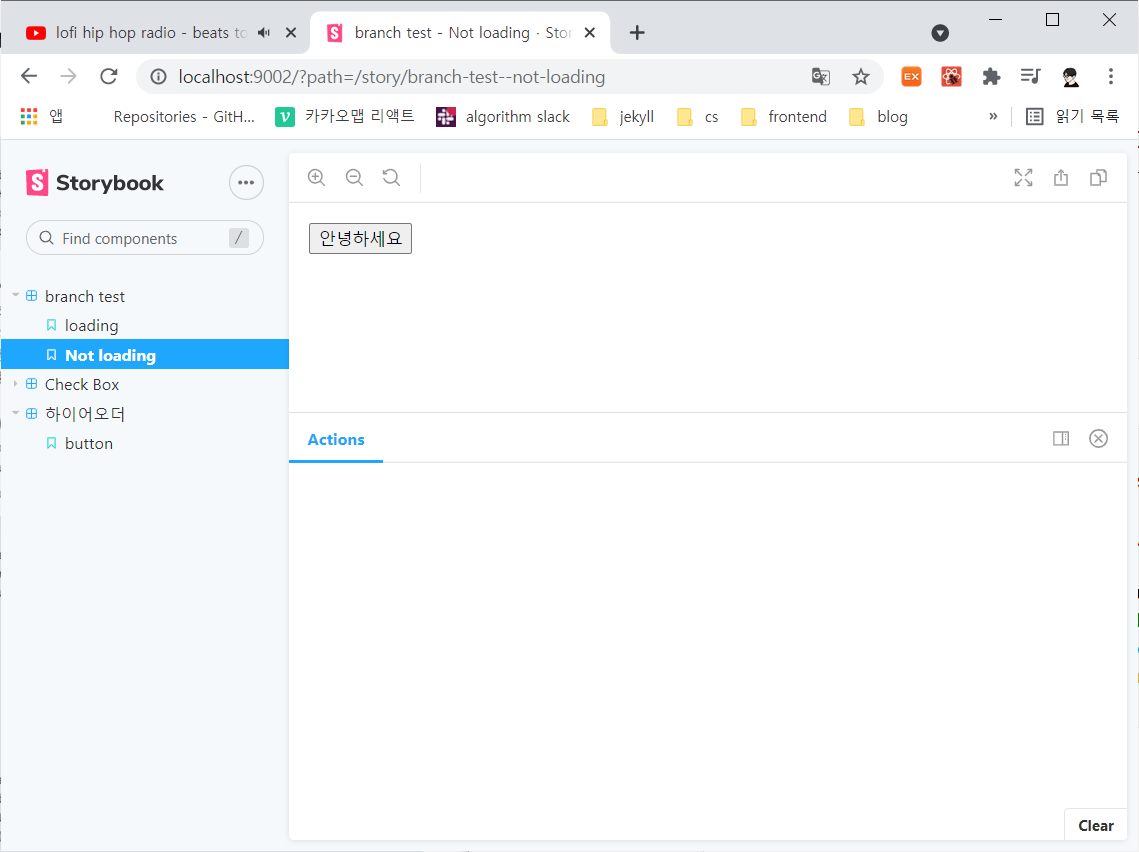 lofi hip hop radio - beats to
branch test - Not loading · Stor
localhost:9002/?path=/story/branch-test--not-loading
EX
앱 Repositories - GitH... 카카오맵 리액트 algorithm slack jekyll cs frontend blog » 읽기 목록
Storybook
Find components /
branch test
loading
Not loading
Check Box
하이어오더
button
안녕하세요
Actions
Clear